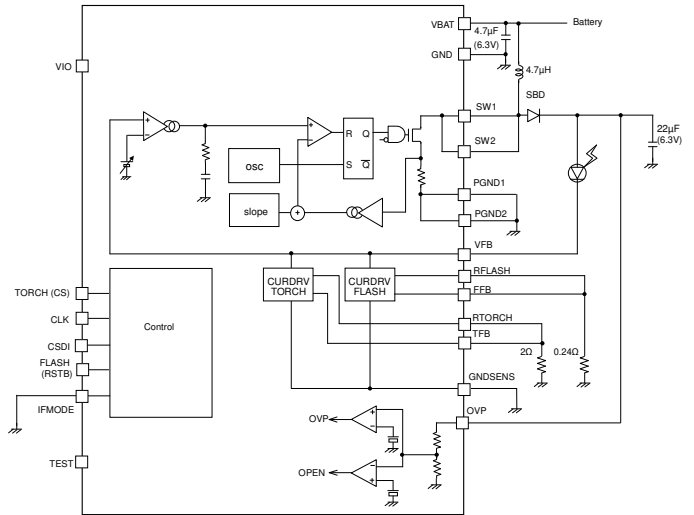 VBAT
Battery
4.7μF
(6.3V)
GND
4.7μH
VIO
SBD
SW1
22μF
(6.3V)
+
−
+
−
R Q
S Q̅
osc
SW2
slope
+
PGND1
PGND2
VFB
CURDRV
TORCH
CURDRV
FLASH
RFLASH
FFB
RTORCH
TFB
2Ω
0.24Ω
GNDSENS
OVP
TORCH (CS)
CLK
CSDI
FLASH
(RSTB)
IFMODE
TEST
Control
OVP
+
−
OPEN
−
+